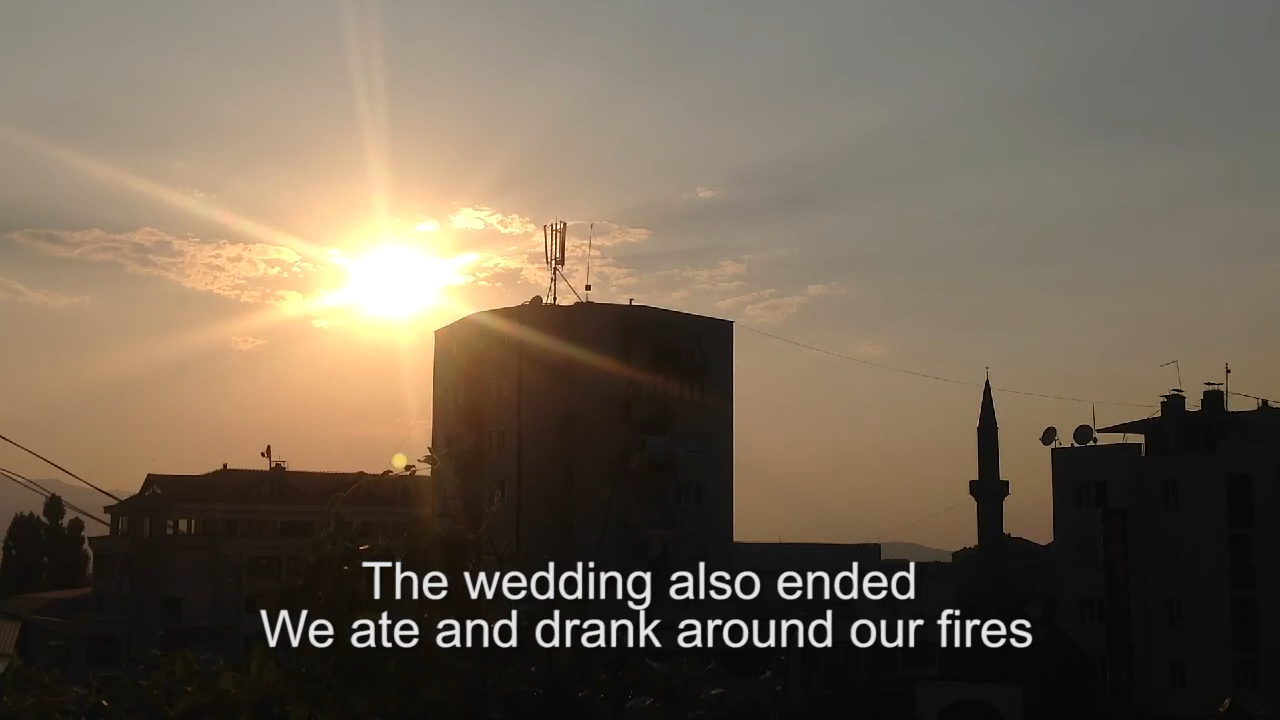 The wedding also ended
We ate and drank around our fires